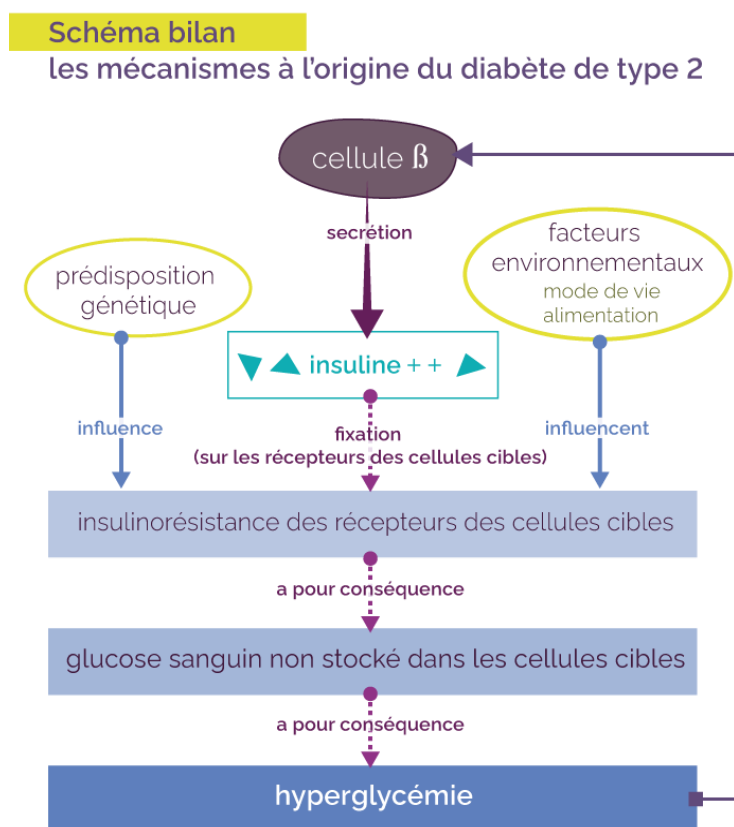 Schéma bilan
les mécanismes à l'origine du diabète de type 2
cellule ß
secrétion
prédisposition
génétique
facteurs
environnementaux
mode de vie
alimentation
insuline + +
influence
fixation
(sur les récepteurs des cellules cibles)
influencent
insulinorésistance des récepteurs des cellules cibles
a pour conséquence
glucose sanguin non stocké dans les cellules cibles
a pour conséquence
hyperglycémie